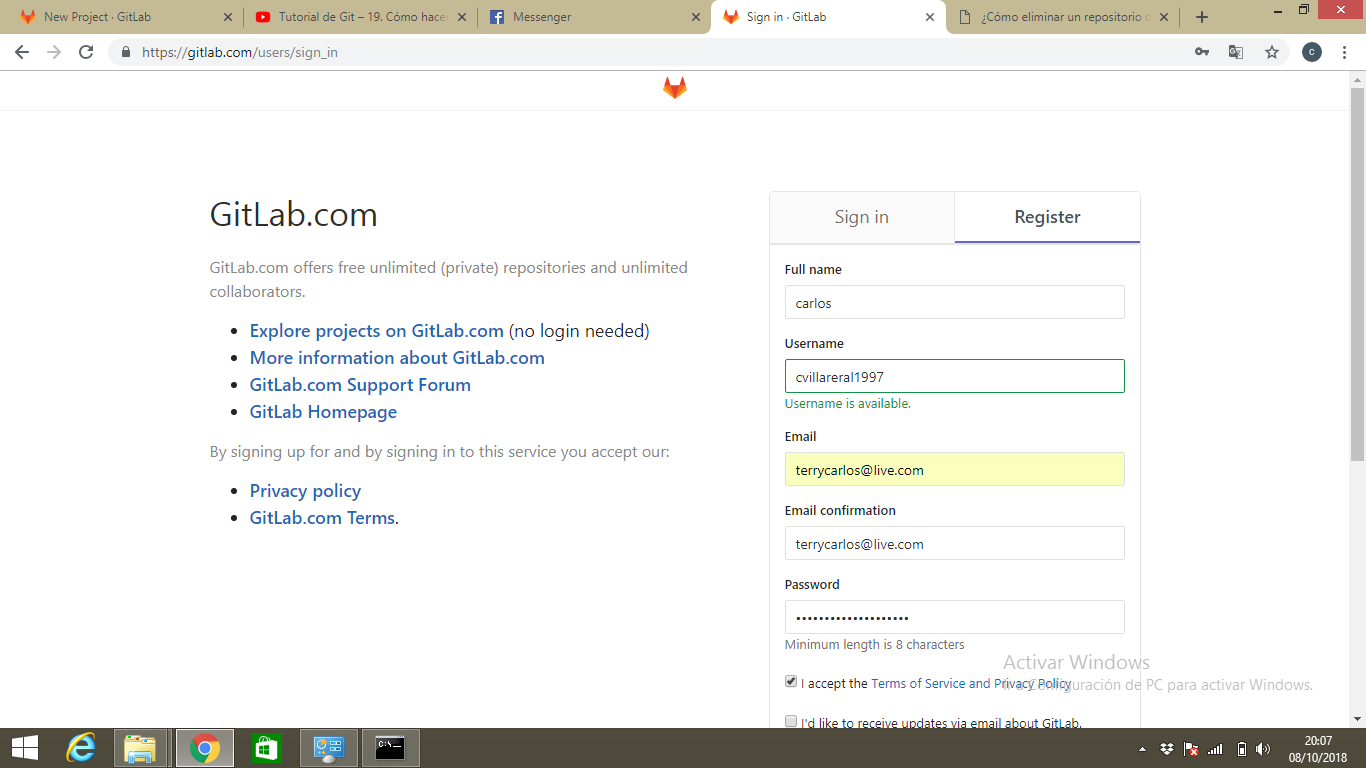 New Project · GitLab
Tutorial de Git – 19. Cómo hace
Messenger
Sign in · GitLab
¿Cómo eliminar un repositorio
https://gitlab.com/users/sign_in
c
GitLab.com
GitLab.com offers free unlimited (private) repositories and unlimited
collaborators.
Explore projects on GitLab.com (no login needed)
More information about GitLab.com
GitLab.com Support Forum
GitLab Homepage
By signing up for and by signing in to this service you accept our:
Privacy policy
GitLab.com Terms.
Sign in
Register
Full name
carlos
Username
cvillareral1997
Username is available.
Email
terrycarlos@live.com
Email confirmation
terrycarlos@live.com
Password
Minimum length is 8 characters
I accept the Terms of Service and Privacy Policy
I'd like to receive updates via email about GitLab.
Activar Windows
Configuración de PC para activar Windows.
C:\
20:07
08/10/2018